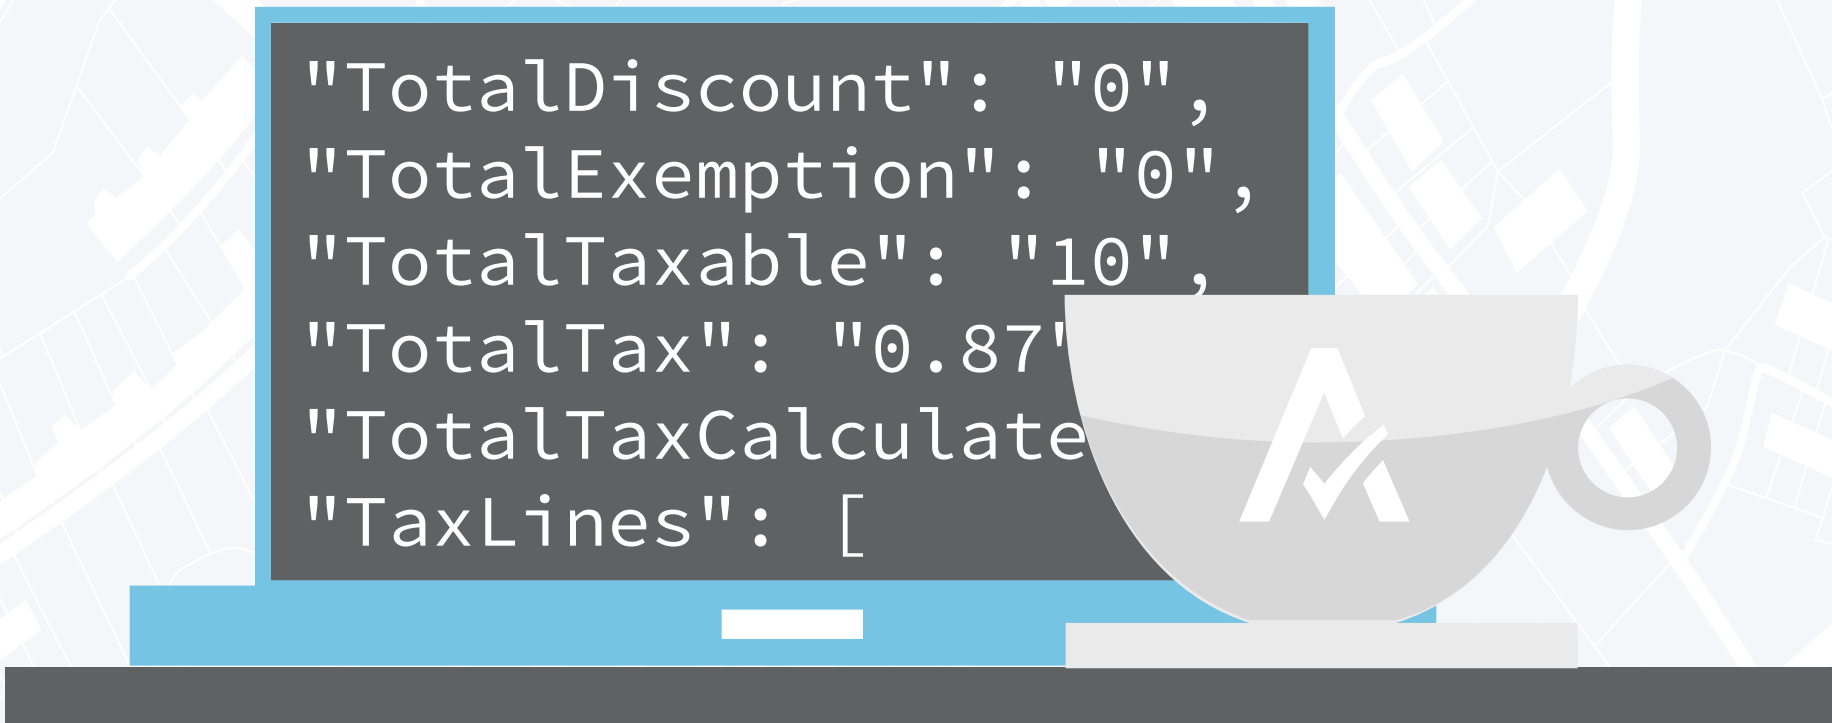 "TotalDiscount": "0",
"TotalExemption": "0",
"TotalTaxable": "10",
"TotalTax": "0.87"
"TotalTaxCalculate
"TaxLines": [